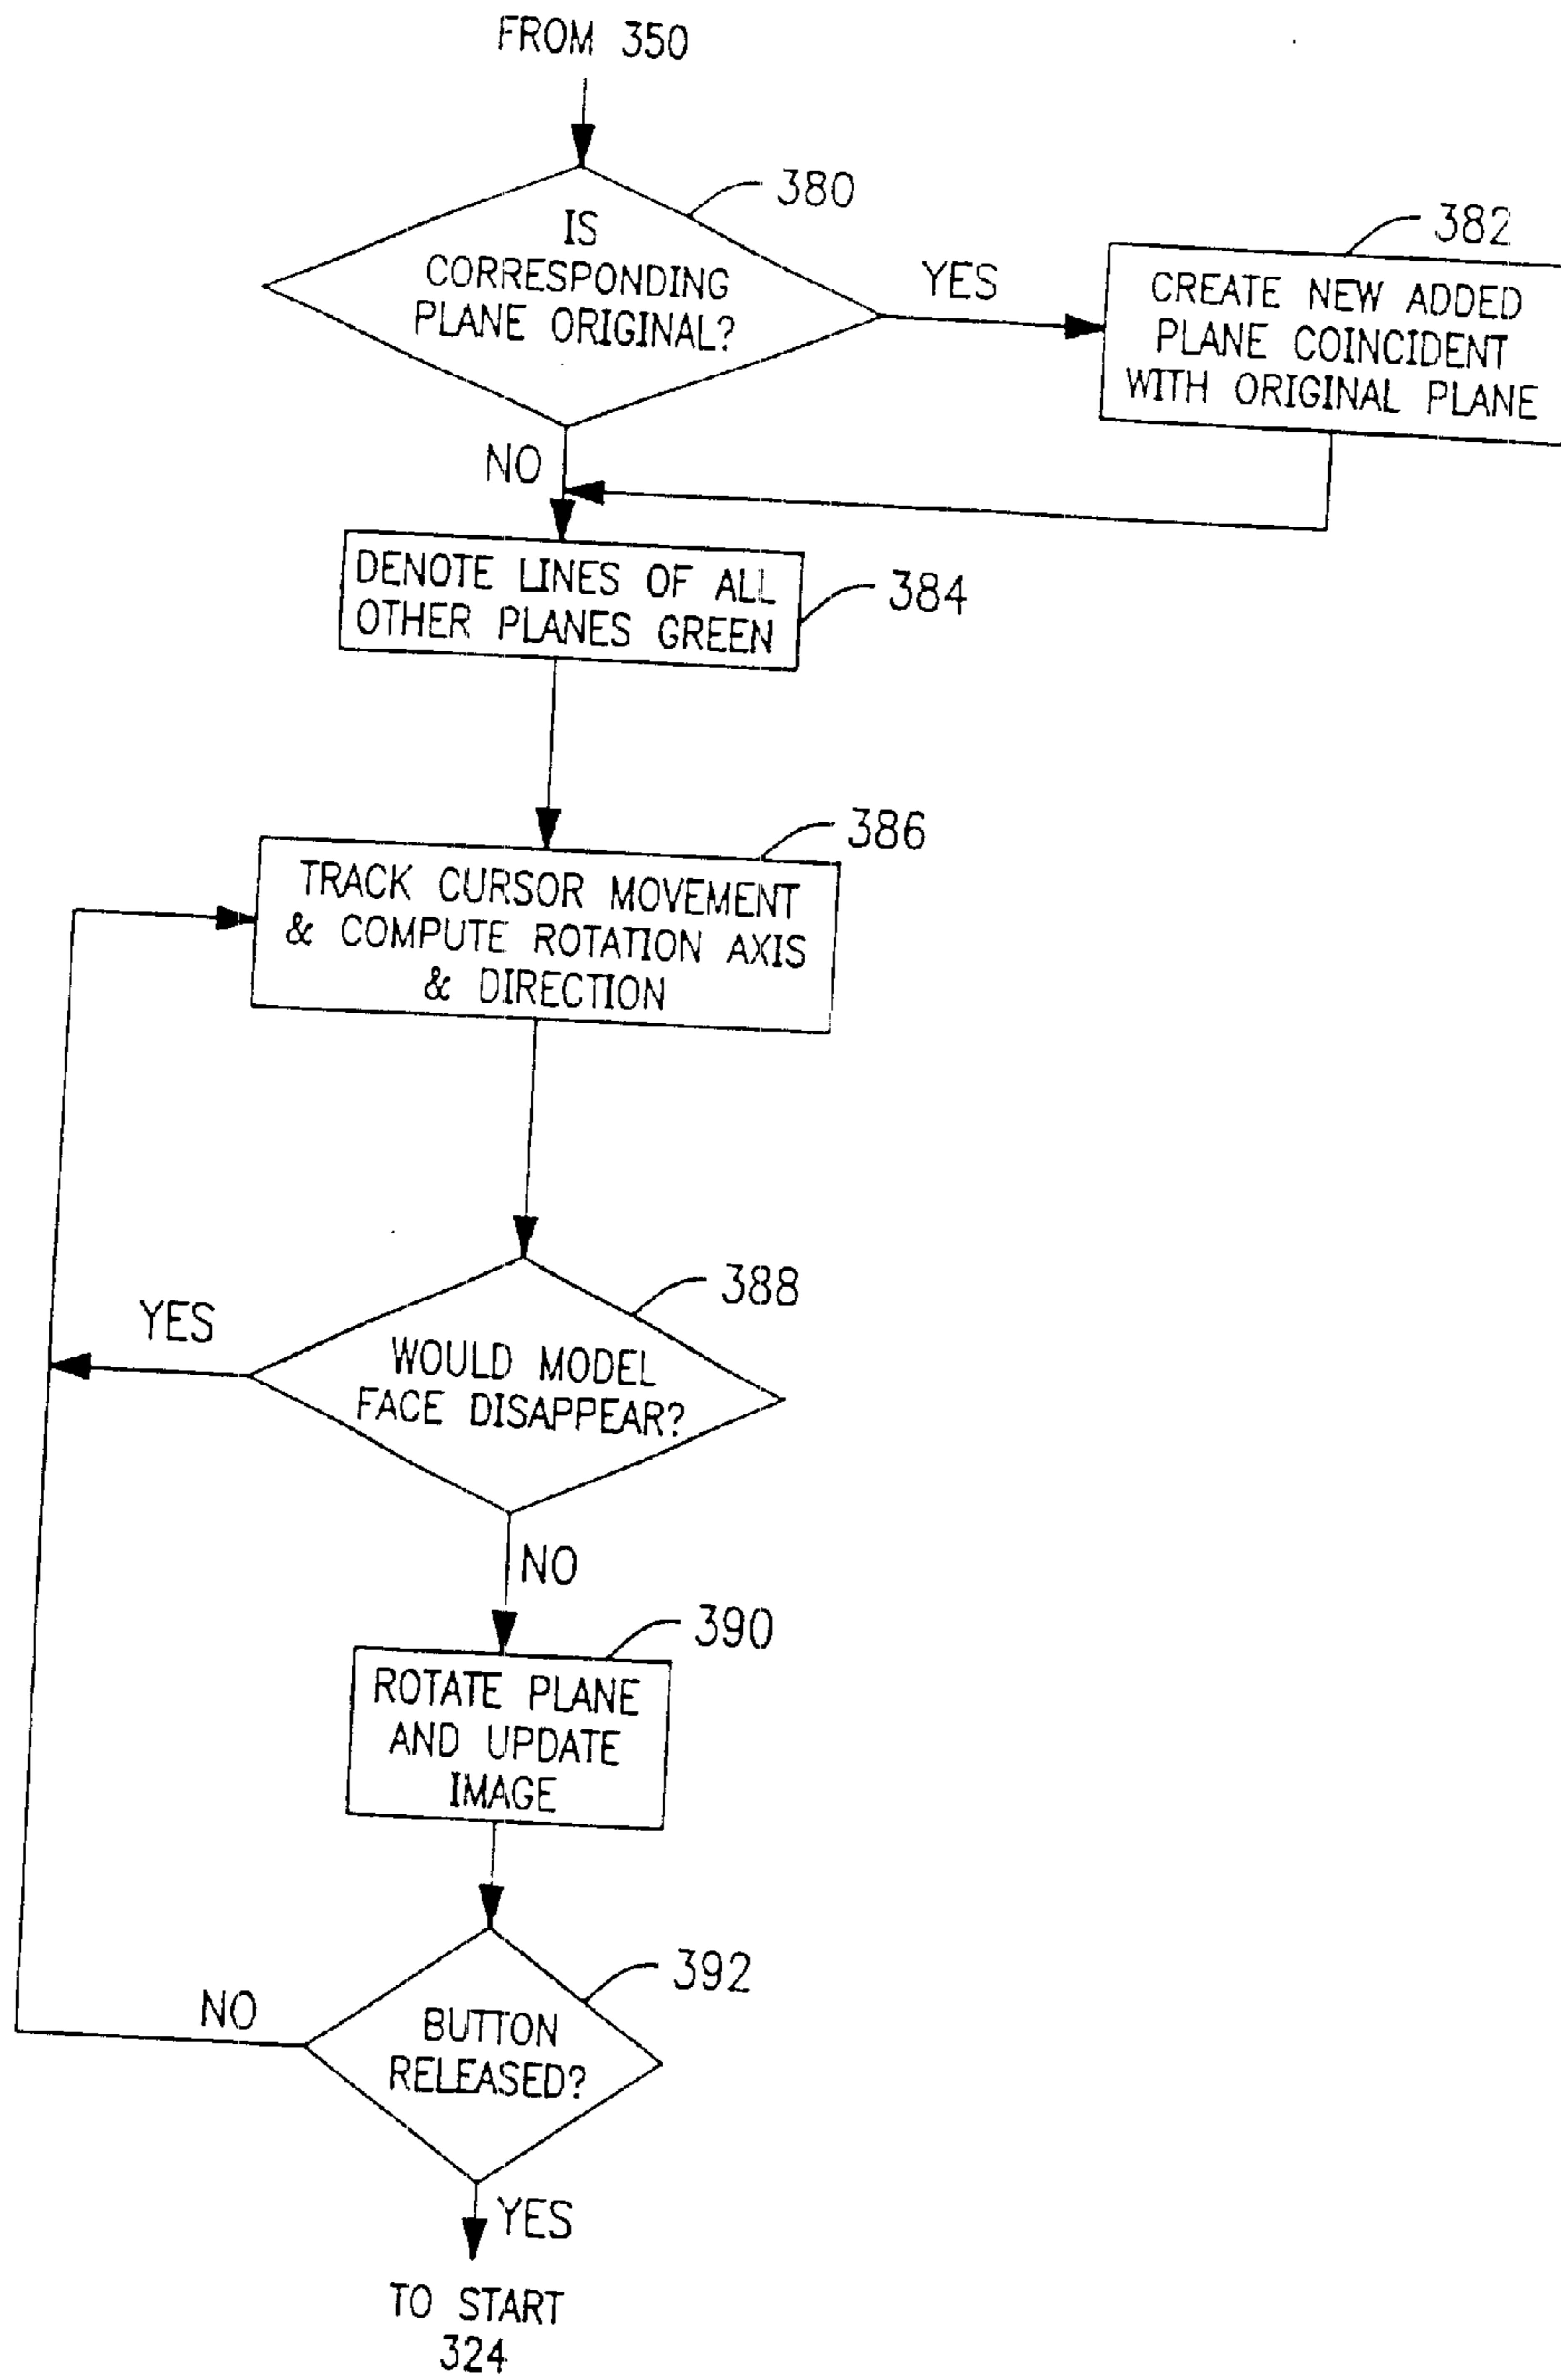 FROM 350
380
IS
CORRESPONDING
PLANE ORIGINAL?
YES
382
CREATE NEW ADDED
PLANE COINCIDENT
WITH ORIGINAL PLANE
NO
DENOTE LINES OF ALL
OTHER PLANES GREEN
384
386
TRACK CURSOR MOVEMENT
& COMPUTE ROTATION AXIS
& DIRECTION
388
YES
WOULD MODEL
FACE DISAPPEAR?
NO
390
ROTATE PLANE
AND UPDATE
IMAGE
392
NO
BUTTON
RELEASED?
YES
TO START
324